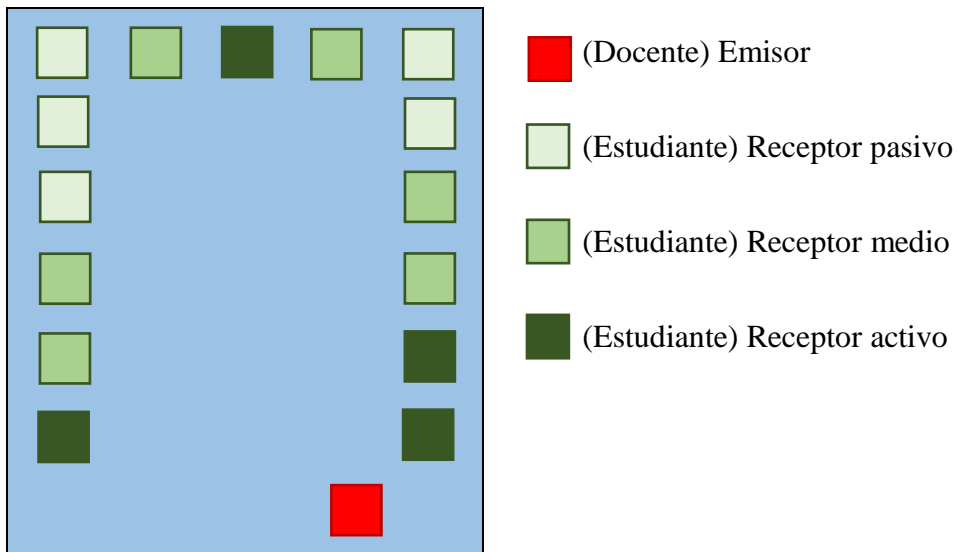 (Docente) Emisor
(Estudiante) Receptor pasivo
(Estudiante) Receptor medio
(Estudiante) Receptor activo